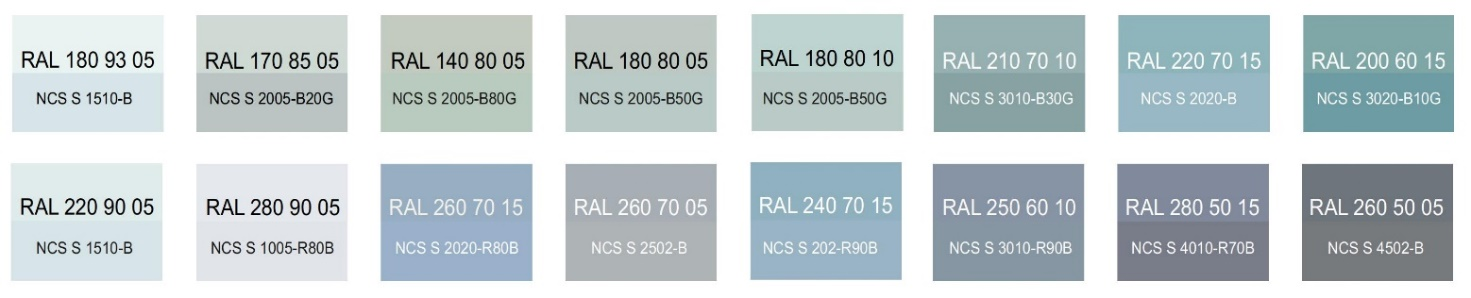 RAL 180 93 05
NCS S 1510-B
RAL 170 85 05
NCS S 2005-B20G
RAL 140 80 05
NCS S 2005-B80G
RAL 180 80 05
NCS S 2005-B50G
RAL 180 80 10
NCS S 2005-B50G
RAL 210 70 10
NCS S 3010-B30G
RAL 220 70 15
NCS S 2020-B
RAL 200 60 15
NCS S 3020-B10G
RAL 220 90 05
NCS S 1510-B
RAL 280 90 05
NCS S 1005-R80B
RAL 260 70 15
NCS S 2020-R80B
RAL 260 70 05
NCS S 2502-B
RAL 240 70 15
NCS S 202-R90B
RAL 250 60 10
NCS S 3010-R90B
RAL 280 50 15
NCS S 4010-R70B
RAL 260 50 05
NCS S 4502-B